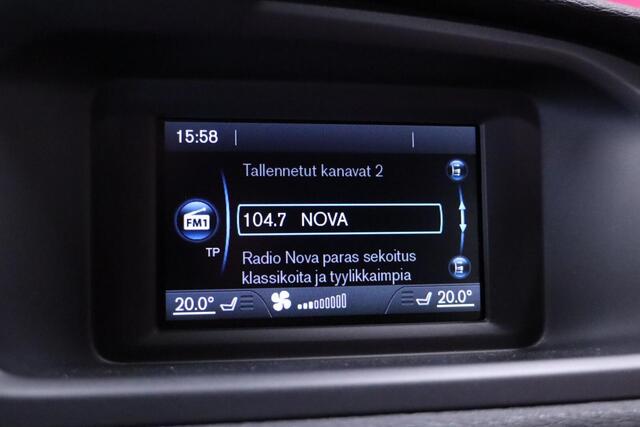 15:58
Tallennetut kanavat 2
FM1
104.7 NOVA
TP
Radio Nova paras sekoitus
klassikoita ja tyylikkaimpia
20.0° 20.0°